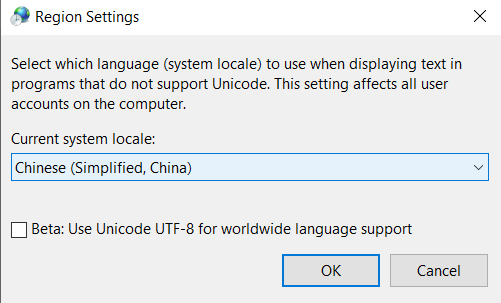 Region Settings
Select which language (system locale) to use when displaying text in
programs that do not support Unicode. This setting affects all user
accounts on the computer.
Current system locale:
Chinese (Simplified, China)
Beta: Use Unicode UTF-8 for worldwide language support
OK Cancel